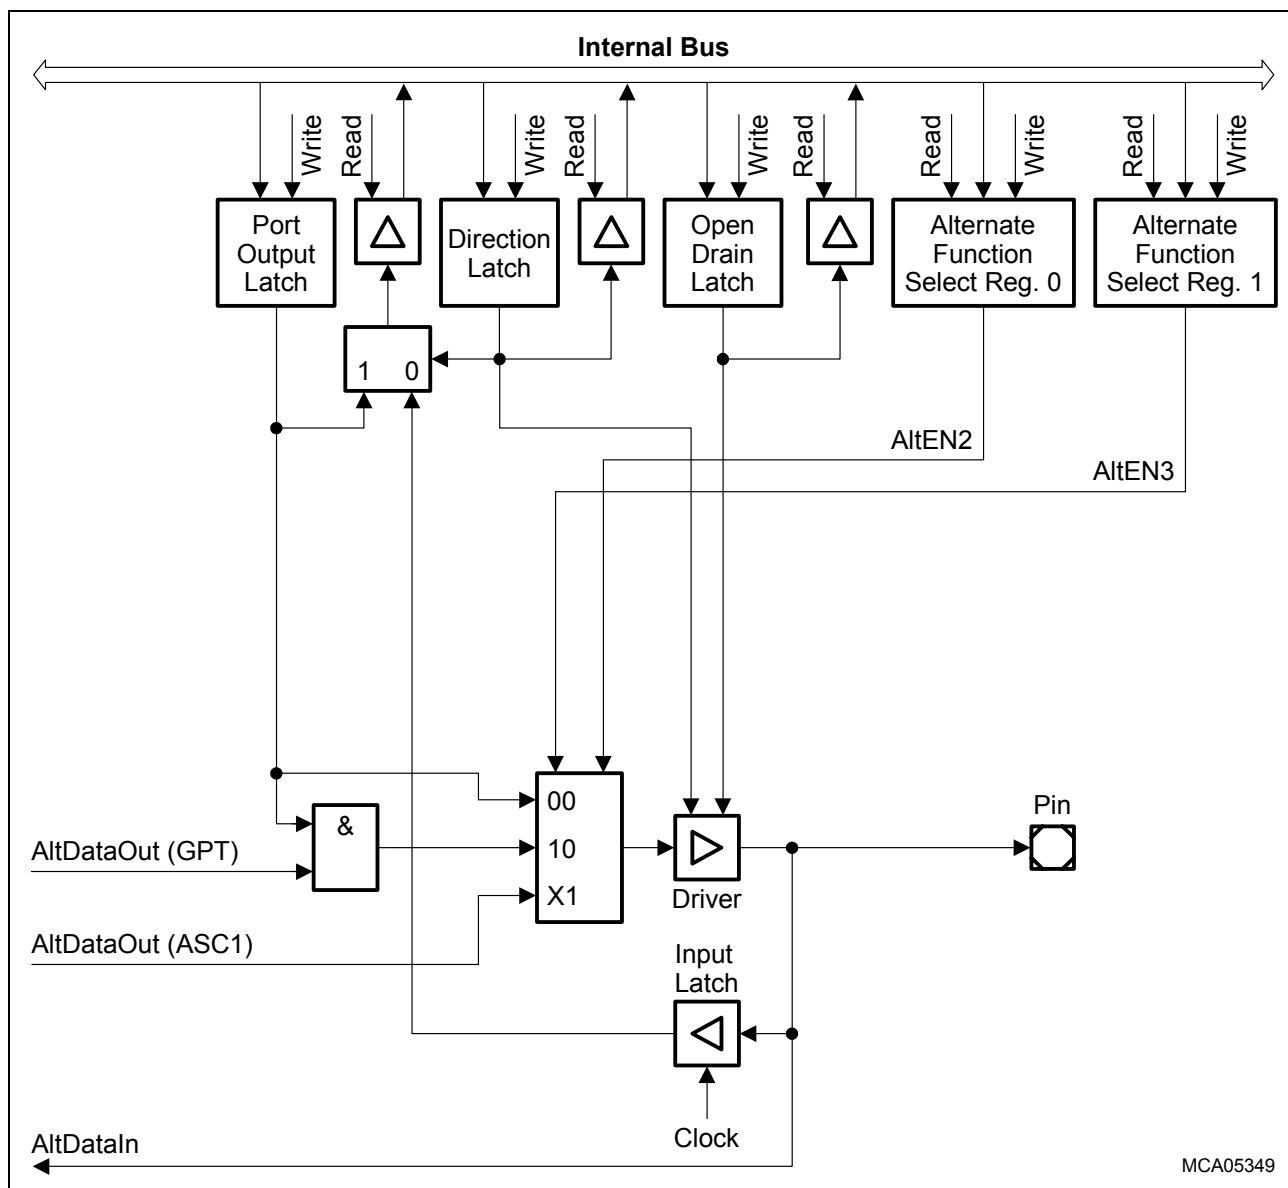 Internal Bus
Write
Read
Write
Read
Write
Read
Read
Write
Read
Write
Port
Output
Latch
Direction
Latch
Open
Drain
Latch
Alternate
Function
Select Reg. 0
Alternate
Function
Select Reg. 1
1 0
AltEN2
AltEN3
00
10
X1
&
AltDataOut (GPT)
AltDataOut (ASC1)
Driver
Pin
Input
Latch
Clock
AltDataIn
MCA05349